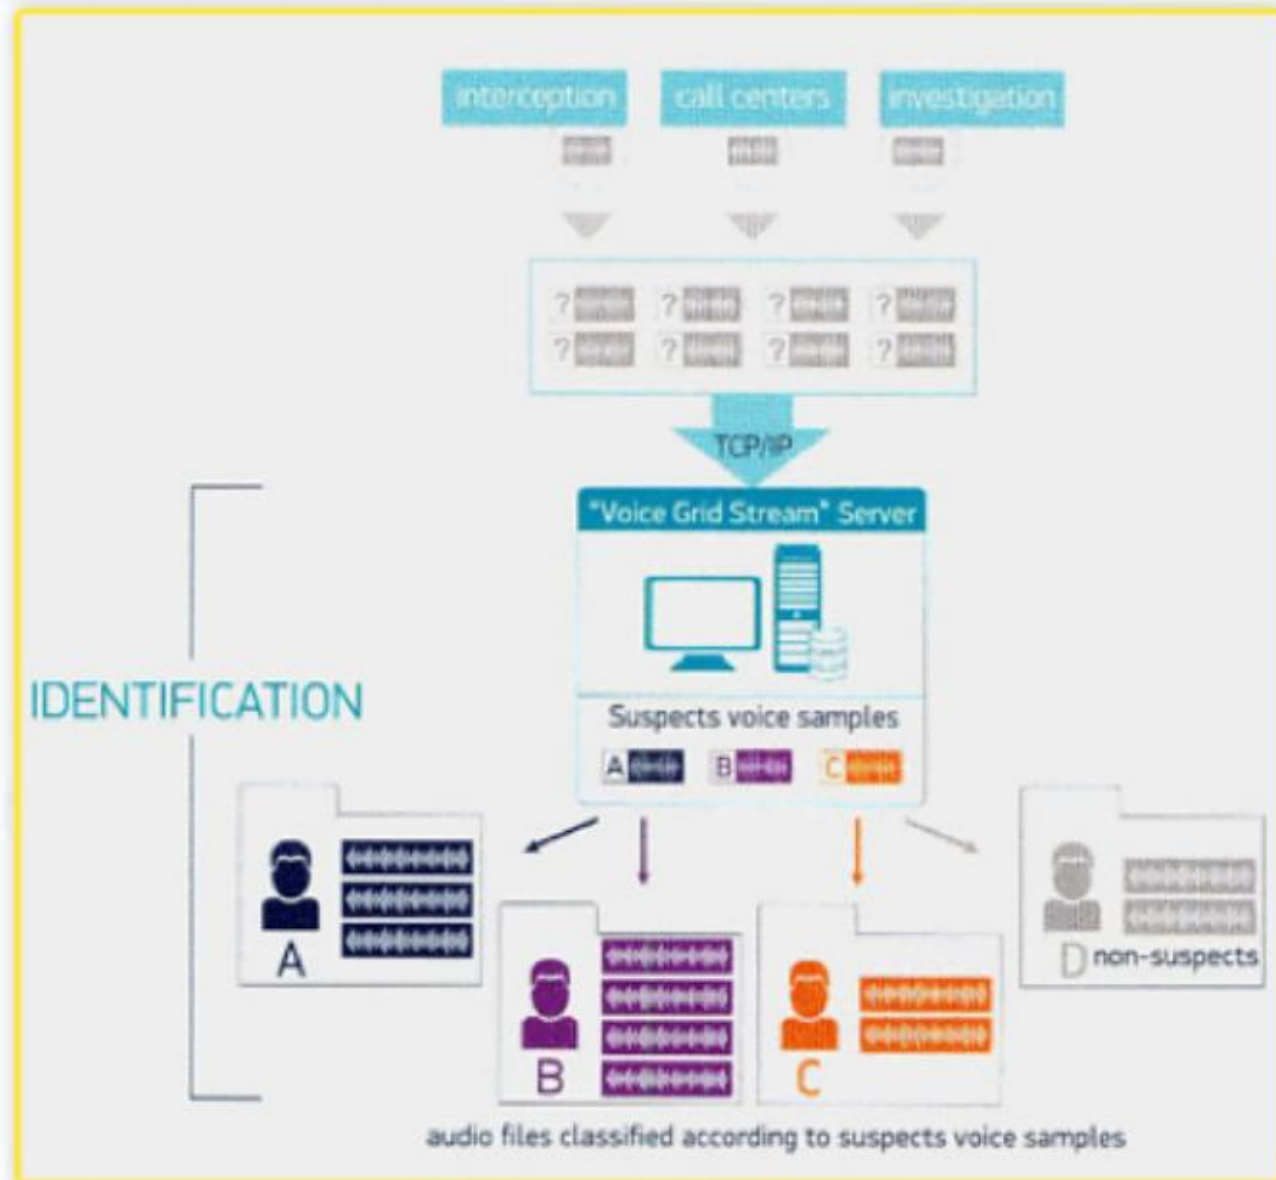 interception
call centers
investigation
? ? ? ?
? ? ? ?
TCP/IP
"Voice Grid Stream" Server
Suspects voice samples
A B C
IDENTIFICATION
A
B
C
D non-suspects
audio files classified according to suspects voice samples